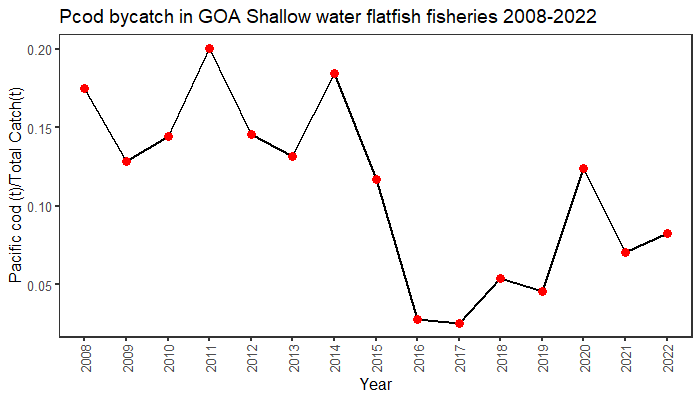 Pcod bycatch in GOA Shallow water flatfish fisheries 2008-2022
0.20
0.15
0.10
0.05
Pacific cod (t)/Total Catch(t)
2008 2009 2010 2011 2012 2013 2014 2015 2016 2017 2018 2019 2020 2021 2022
Year